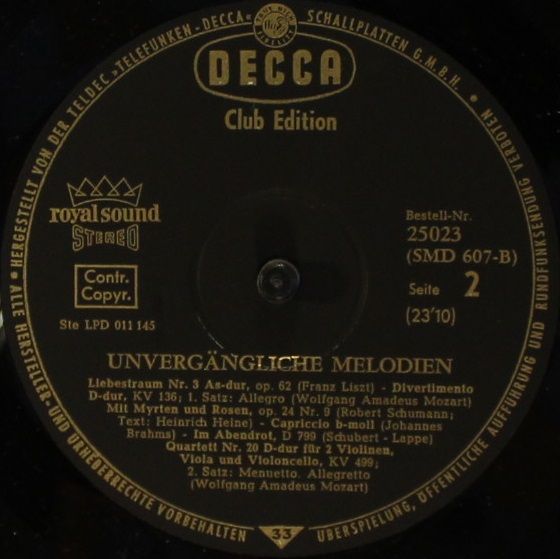 HERGESTELLT VON DER TELDEC »TELEFUNKEN-DECCA« SCHALLPLATTEN G.M.B.H.
DECCA
Club Edition
royal sound
STEREO
Contr.
Copyr.
Ste LPD 011 145
Bestell-Nr.
25023
(SMD 607-B)
Seite 2
(23'10)
UNVERGÄNGLICHE MELODIEN
Liebestraum Nr. 3 As-dur, op. 62 (Franz Liszt) - Divertimento
D-dur, KV 136; 1. Satz: Allegro (Wolfgang Amadeus Mozart)
Mit Myrten und Rosen, op. 24 Nr. 9 (Robert Schumann;
Text: Heinrich Heine) - Capriccio h-moll (Johannes
Brahms) - Im Abendrot, D 799 (Schubert - Lappe)
Quartett Nr. 20 D-dur für 2 Violinen,
Viola und Violoncello, KV 499;
2. Satz: Menuetto. Allegretto
(Wolfgang Amadeus Mozart)
ALLE HERSTELLER- UND URHEBERRECHTE VORBEHALTEN
33
ÜBERSPIELUNG, ÖFFENTLICHE AUFFÜHRUNG UND RUNDFUNKSENDUNG VERBOTEN